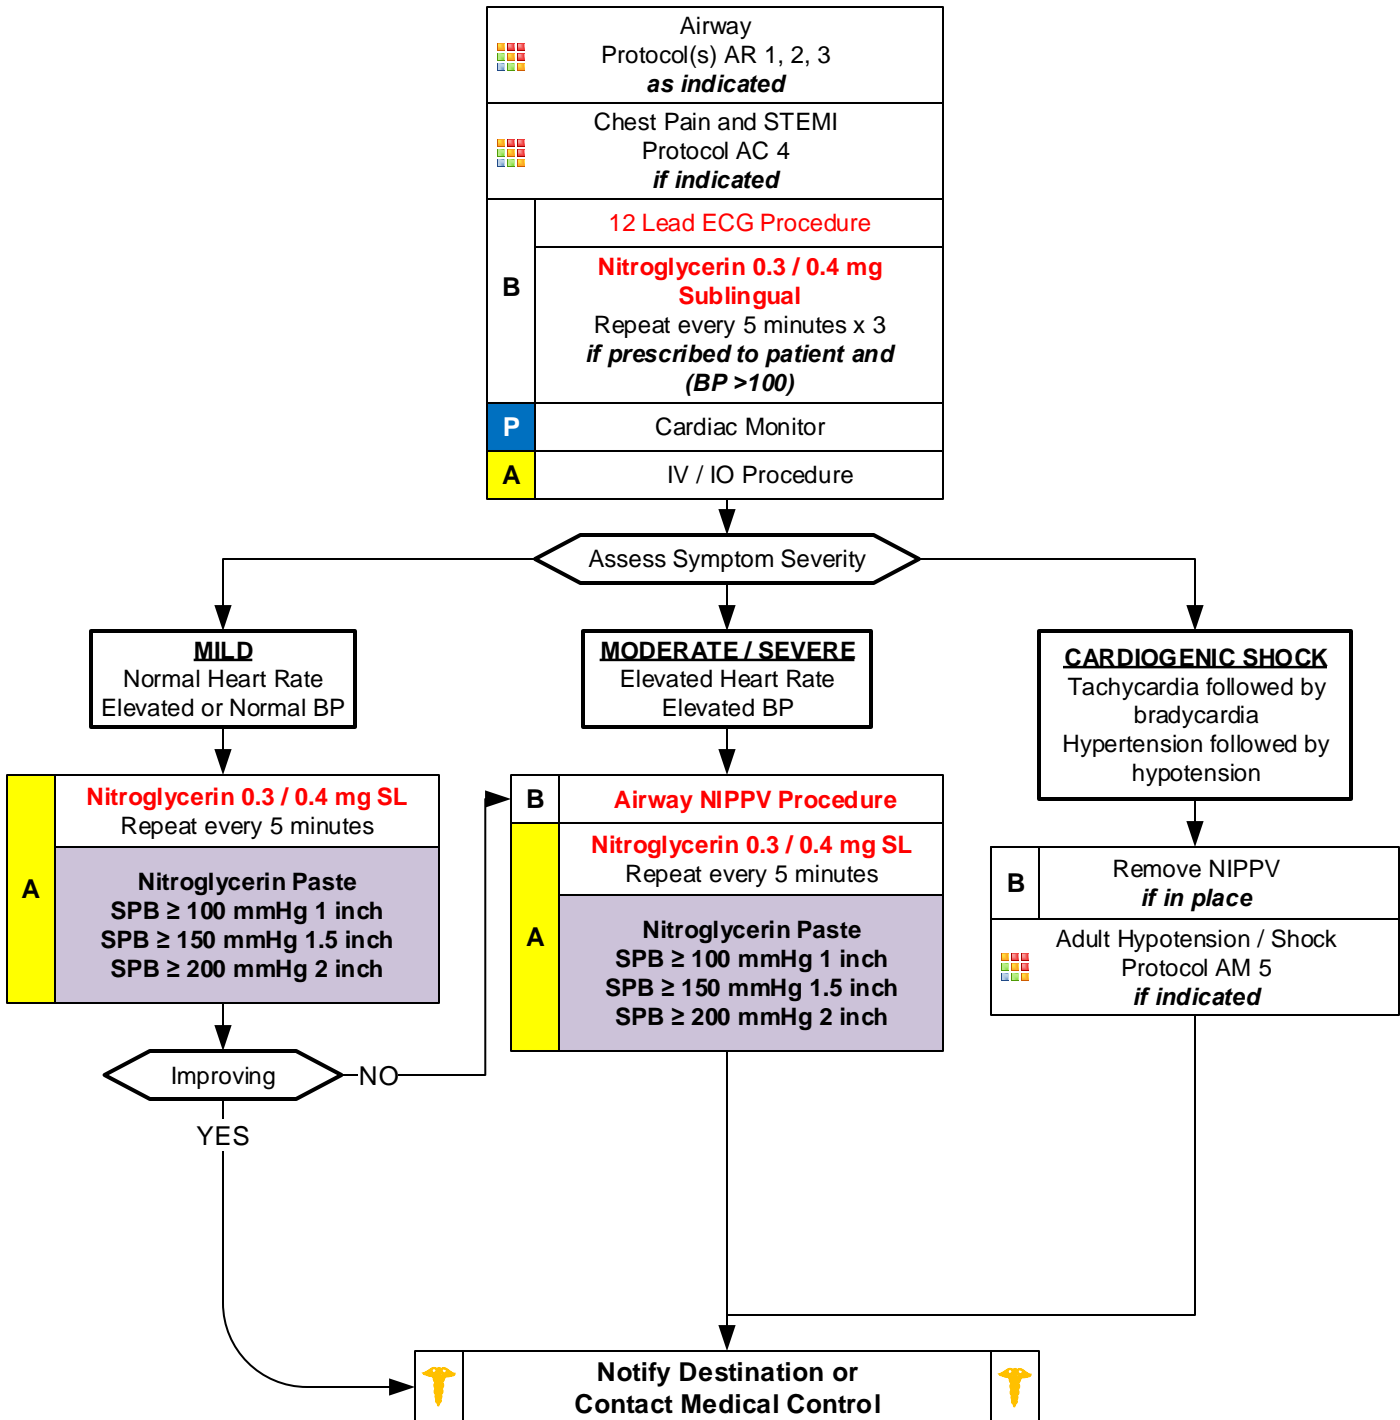 Airway
Protocol(s) AR 1, 2, 3
as indicated
Chest Pain and STEMI
Protocol AC 4
if indicated
B
12 Lead ECG Procedure
Nitroglycerin 0.3 / 0.4 mg
Sublingual
Repeat every 5 minutes x 3
if prescribed to patient and
(BP >100)
P
Cardiac Monitor
A
IV / IO Procedure
Assess Symptom Severity
MILD
Normal Heart Rate
Elevated or Normal BP
MODERATE / SEVERE
Elevated Heart Rate
Elevated BP
CARDIOGENIC SHOCK
Tachycardia followed by
bradycardia
Hypertension followed by
hypotension
A
Nitroglycerin 0.3 / 0.4 mg SL
Repeat every 5 minutes
Nitroglycerin Paste
SPB ≥ 100 mmHg 1 inch
SPB ≥ 150 mmHg 1.5 inch
SPB ≥ 200 mmHg 2 inch
B
Airway NIPPV Procedure
A
Nitroglycerin 0.3 / 0.4 mg SL
Repeat every 5 minutes
Nitroglycerin Paste
SPB ≥ 100 mmHg 1 inch
SPB ≥ 150 mmHg 1.5 inch
SPB ≥ 200 mmHg 2 inch
B
Remove NIPPV
if in place
Adult Hypotension / Shock
Protocol AM 5
if indicated
Improving
NO
YES
Notify Destination or
Contact Medical Control